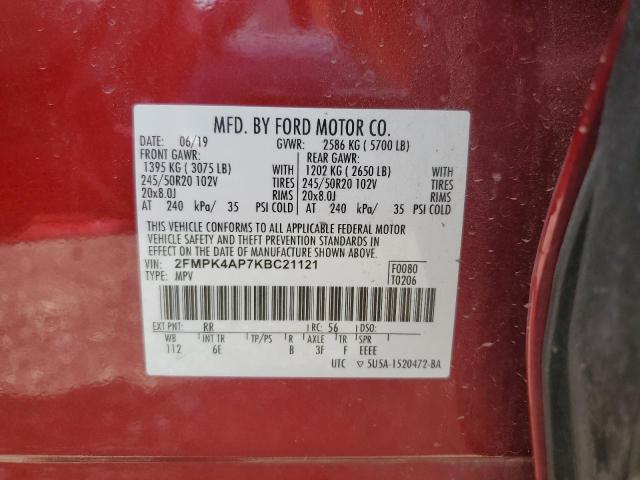 MFD. BY FORD MOTOR CO.
DATE: 06/19 GVWR: 2586 KG ( 5700 LB)
FRONT GAWR: REAR GAWR:
1395 KG ( 3075 LB) WITH 1202 KG ( 2650 LB) WITH
245/50R20 102V TIRES 245/50R20 102V TIRES
20x8.0J RIMS 20x8.0J RIMS
AT 240 kPa/ 35 PSI COLD AT 240 kPa/ 35 PSI COLD
THIS VEHICLE CONFORMS TO ALL APPLICABLE FEDERAL MOTOR
VEHICLE SAFETY AND THEFT PREVENTION STANDARDS IN
EFFECT ON THE DATE OF MANUFACTURE SHOWN ABOVE.
VIN: 2FMPK4AP7KBC21121 F0080
TYPE: MPV T0206
EXT PNT: RR RC: 56 DSO:
WB INT TR TP/PS R AXLE TR SPR
112 6E B 3F F EEEE
UTC ▽ 5U5A-1520472-BA